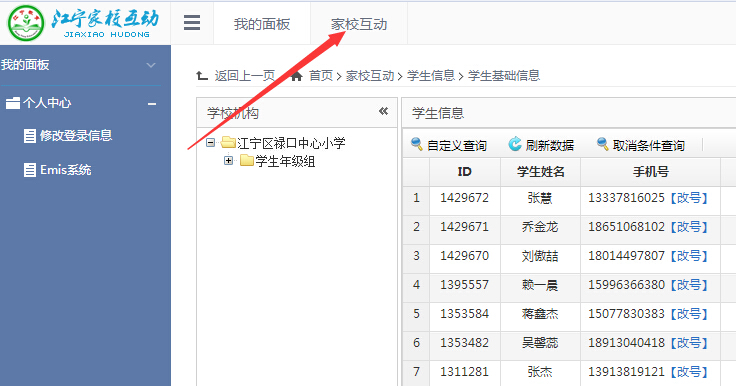 江宁家校互动
JIAXIAO HUDONG
我的面板 家校互动
我的面板
个人中心
修改登录信息
Emis系统
返回上一页 首页 > 家校互动 > 学生信息 > 学生基础信息
学校机构
江宁区禄口中心小学
学生年级组
学生信息
自定义查询 刷新数据 取消条件查询
ID 学生姓名 手机号
1 1429672 张慧 13337816025【改号】
2 1429671 乔金龙 18651068102【改号】
3 1429670 刘傲喆 18014497807【改号】
4 1395557 赖一晨 15996366380【改号】
5 1353584 蒋鑫杰 15077830383【改号】
6 1353482 吴馨蕊 18913040418【改号】
7 1311281 张杰 13913819121【改号】